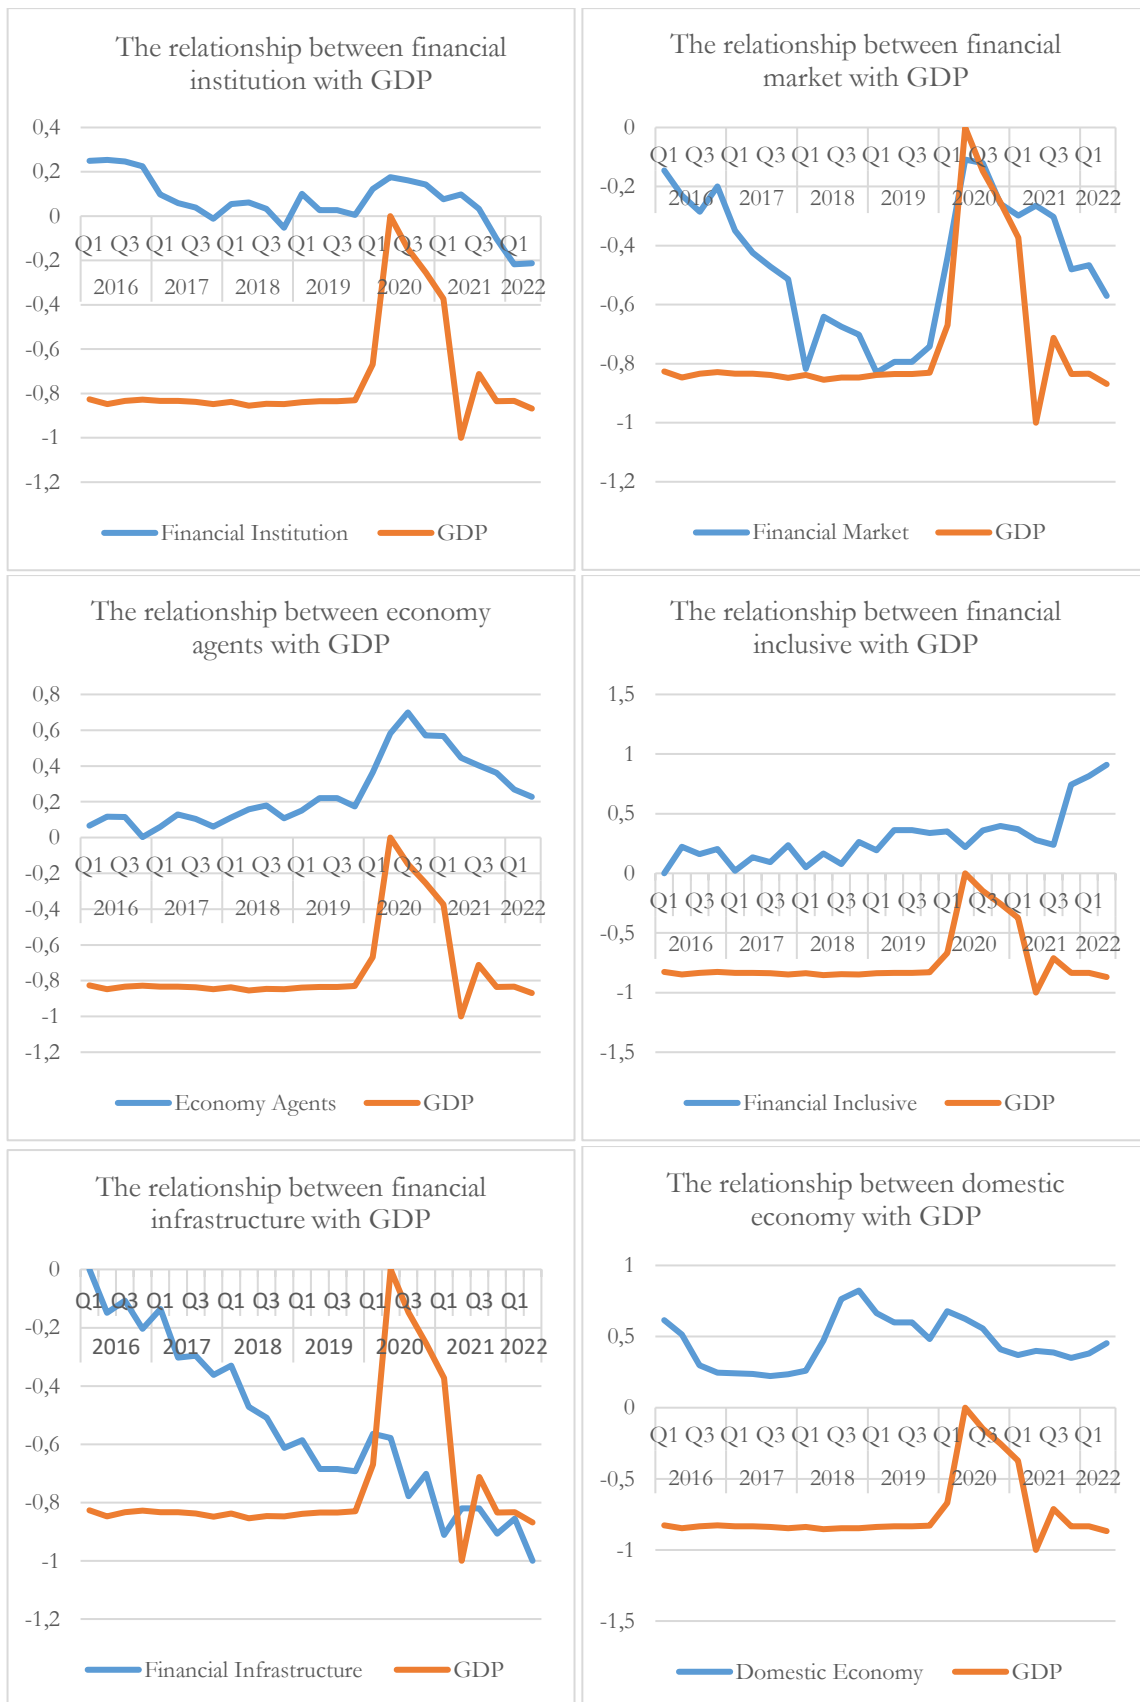 The relationship between financial
institution with GDP
0,4
0,2
0
Q1 Q3 Q1 Q3 Q1 Q3 Q1 Q3 Q1 Q3 Q1 Q3 Q1
-0,2
2016 2017 2018 2019 2020 2021 2022
-0,4
-0,6
-0,8
-1
-1,2
Financial Institution GDP
The relationship between financial
market with GDP
0
Q1 Q3 Q1 Q3 Q1 Q3 Q1 Q3 Q1 Q3 Q1 Q3 Q1
-0,2
2016 2017 2018 2019 2020 2021 2022
-0,4
-0,6
-0,8
-1
-1,2
Financial Market GDP
The relationship between economy
agents with GDP
0,8
0,6
0,4
0,2
0
Q1 Q3 Q1 Q3 Q1 Q3 Q1 Q3 Q1 Q3 Q1 Q3 Q1
-0,2
-0,4
2016 2017 2018 2019 2020 2021 2022
-0,6
-0,8
-1
-1,2
Economy Agents GDP
The relationship between financial
inclusive with GDP
1,5
1
0,5
0
Q1 Q3 Q1 Q3 Q1 Q3 Q1 Q3 Q1 Q3 Q1 Q3 Q1
-0,5
2016 2017 2018 2019 2020 2021 2022
-1
-1,5
Financial Inclusive GDP
The relationship between financial
infrastructure with GDP
0
Q1 Q3 Q1 Q3 Q1 Q3 Q1 Q3 Q1 Q3 Q1 Q3 Q1
-0,2
2016 2017 2018 2019 2020 2021 2022
-0,4
-0,6
-0,8
-1
-1,2
Financial Infrastructure GDP
The relationship between domestic
economy with GDP
1
0,5
0
Q1 Q3 Q1 Q3 Q1 Q3 Q1 Q3 Q1 Q3 Q1 Q3 Q1
2016 2017 2018 2019 2020 2021 2022
-0,5
-1
-1,5
Domestic Economy GDP